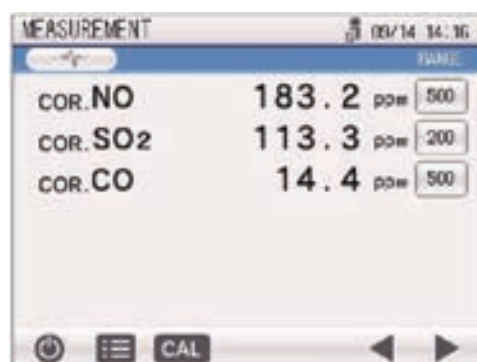 MEASUREMENT 09/14 14:16
RANGE
COR.NO 183.2 ppm 500
COR.SO2 113.3 ppm 200
COR.CO 14.4 ppm 500
CAL